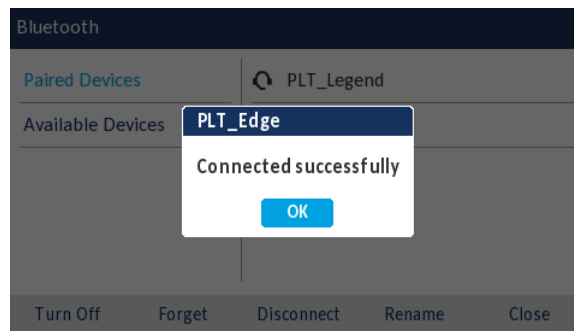 Bluetooth
Paired Devices
PLT_Legend
Available Devices
PLT_Edge
Connected successfully
OK
Turn Off Forget Disconnect Rename Close